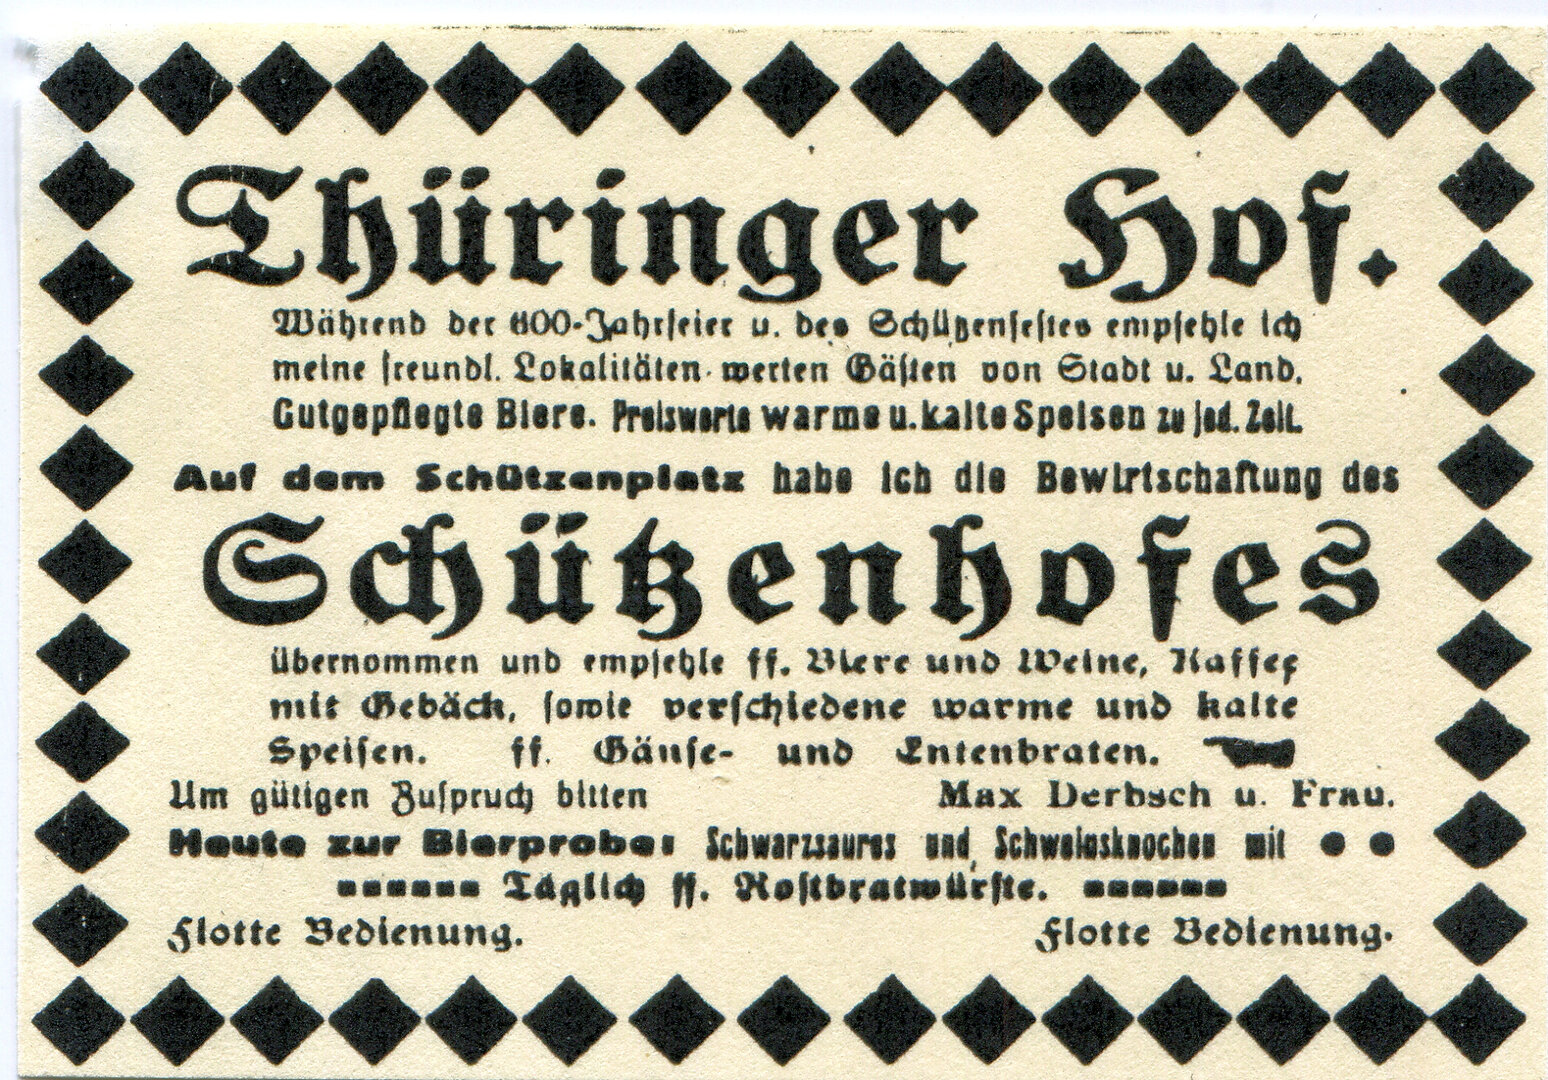 Thüringer Hof.
Während der 600-Jahrfeier u. des Schützenfestes empfehle ich
meine freundl. Lokalitäten werten Gästen von Stadt u. Land.
Gutgepflegte Biere. Preiswerte warme u. kalte Speisen zu jed. Zeit.
Auf dem Schützenplatz habe ich die Bewirtschaftung des
Schützenhofes
übernommen und empfehle ff. Biere und Weine, Kaffee
mit Gebäck, sowie verschiedene warme und kalte
Speisen. ff. Gänse- und Entenbraten.
Um gütigen Zuspruch bitten Max Derbsch u. Frau.
Heute zur Bierprobe: Schwarzsaures und Schweinsknochen mit
Täglich ff. Rostbratwürste.
Flotte Bedienung. Flotte Bedienung.